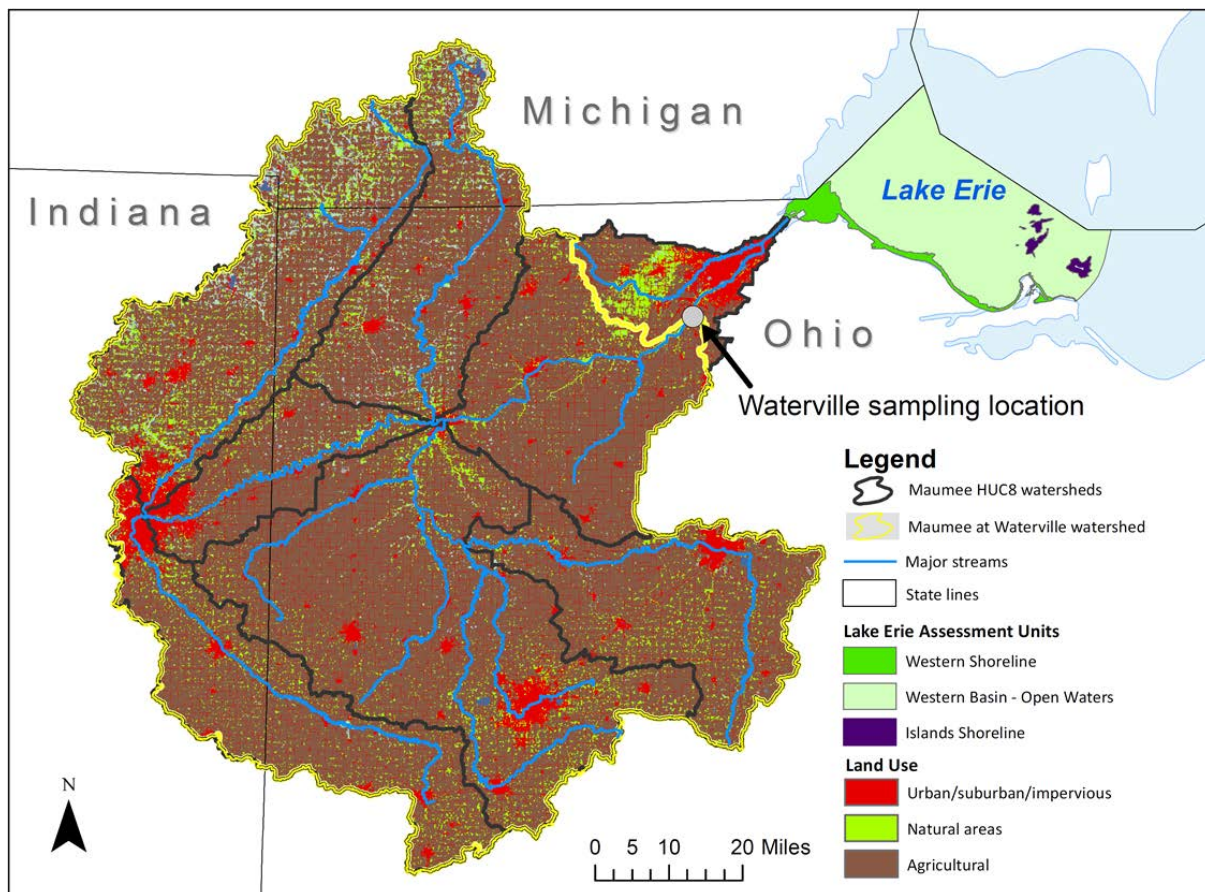 Michigan
Indiana
Lake Erie
Ohio
Waterville sampling location
Legend
Maumee HUC8 watersheds
Maumee at Waterville watershed
Major streams
State lines
Lake Erie Assessment Units
Western Shoreline
Western Basin - Open Waters
Islands Shoreline
Land Use
Urban/suburban/impervious
Natural areas
Agricultural
N
0 5 10 20 Miles